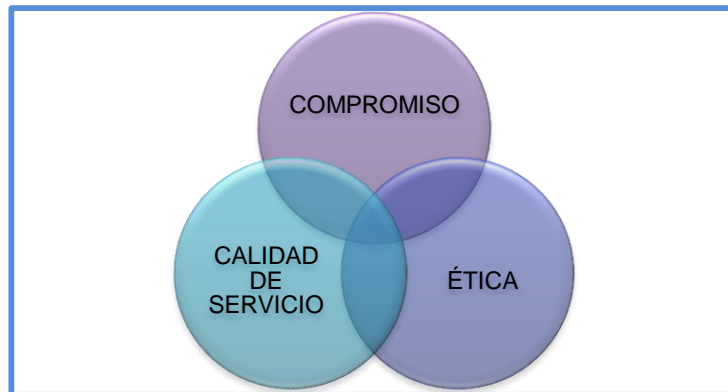 COMPROMISO
CALIDAD
DE
SERVICIO
ÉTICA